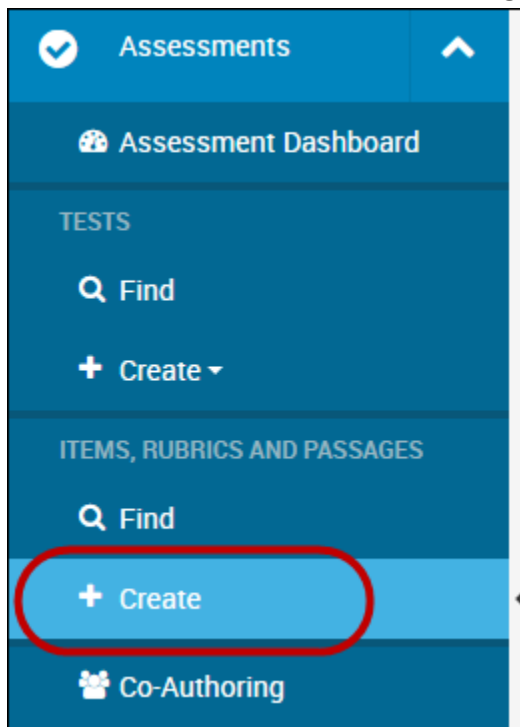 Assessments
Assessment Dashboard
TESTS
Find
Create
ITEMS, RUBRICS AND PASSAGES
Find
Create
Co-Authoring